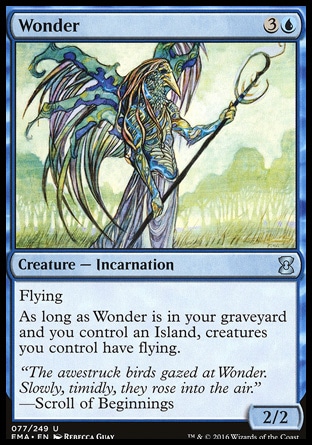 Wonder 3
Creature — Incarnation
Flying
As long as Wonder is in your graveyard
and you control an Island, creatures
you control have flying.
“The awestruck birds gazed at Wonder.
Slowly, timidly, they rose into the air.”
—Scroll of Beginnings
2/2
077/249 U
EMA • EN Rebecca Guay
™ & © 2016 Wizards of the Coast